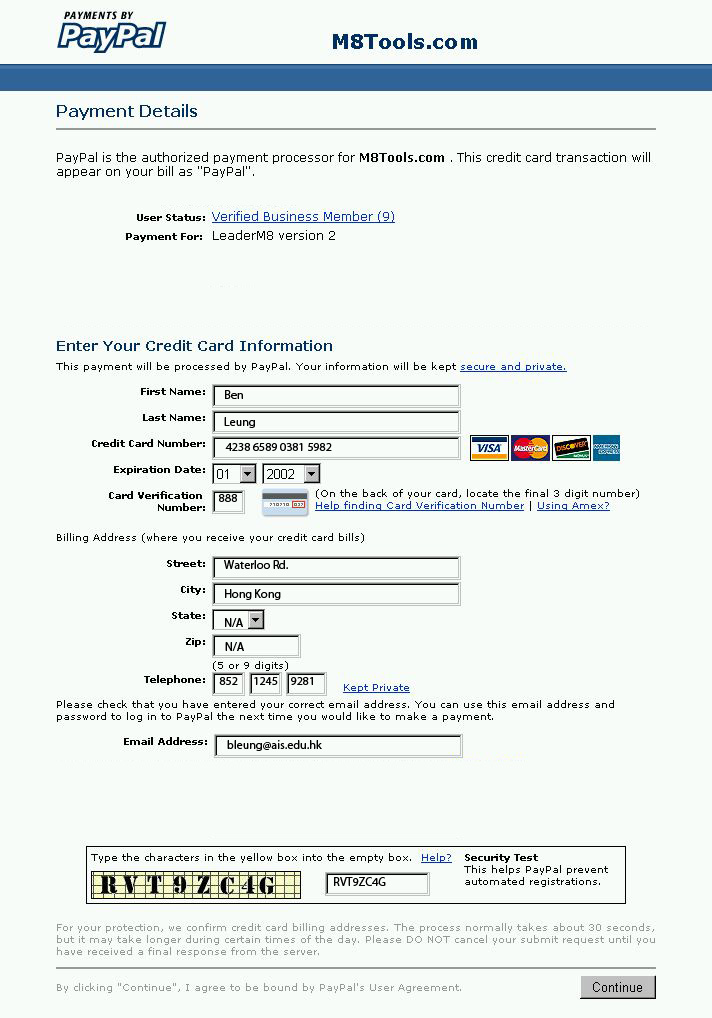 PAYMENTS BY
PayPal
M8Tools.com
Payment Details
PayPal is the authorized payment processor for M8Tools.com . This credit card transaction will
appear on your bill as "PayPal".
User Status: Verified Business Member (9)
Payment For: LeaderM8 version 2
Enter Your Credit Card Information
This payment will be processed by PayPal. Your information will be kept secure and private.
First Name: Ben
Last Name: Leung
Credit Card Number: 4238 6589 0381 5982 VISA MasterCard DISCOVER AMERICAN EXPRESS
Expiration Date: 01 2002
Card Verification Number: 888 (On the back of your card, locate the final 3 digit number)
Help finding Card Verification Number | Using Amex?
Billing Address (where you receive your credit card bills)
Street: Waterloo Rd.
City: Hong Kong
State: N/A
Zip: N/A
(5 or 9 digits)
Telephone: 852 1245 9281 Kept Private
Please check that you have entered your correct email address. You can use this email address and
password to log in to PayPal the next time you would like to make a payment.
Email Address: bleung@ais.edu.hk
Type the characters in the yellow box into the empty box. Help? Security Test
This helps PayPal prevent
automated registrations.
RVT9ZC4G RVT9ZC4G
For your protection, we confirm credit card billing addresses. The process normally takes about 30 seconds,
but it may take longer during certain times of the day. Please DO NOT cancel your submit request until you
have received a final response from the server.
By clicking "Continue", I agree to be bound by PayPal's User Agreement. Continue